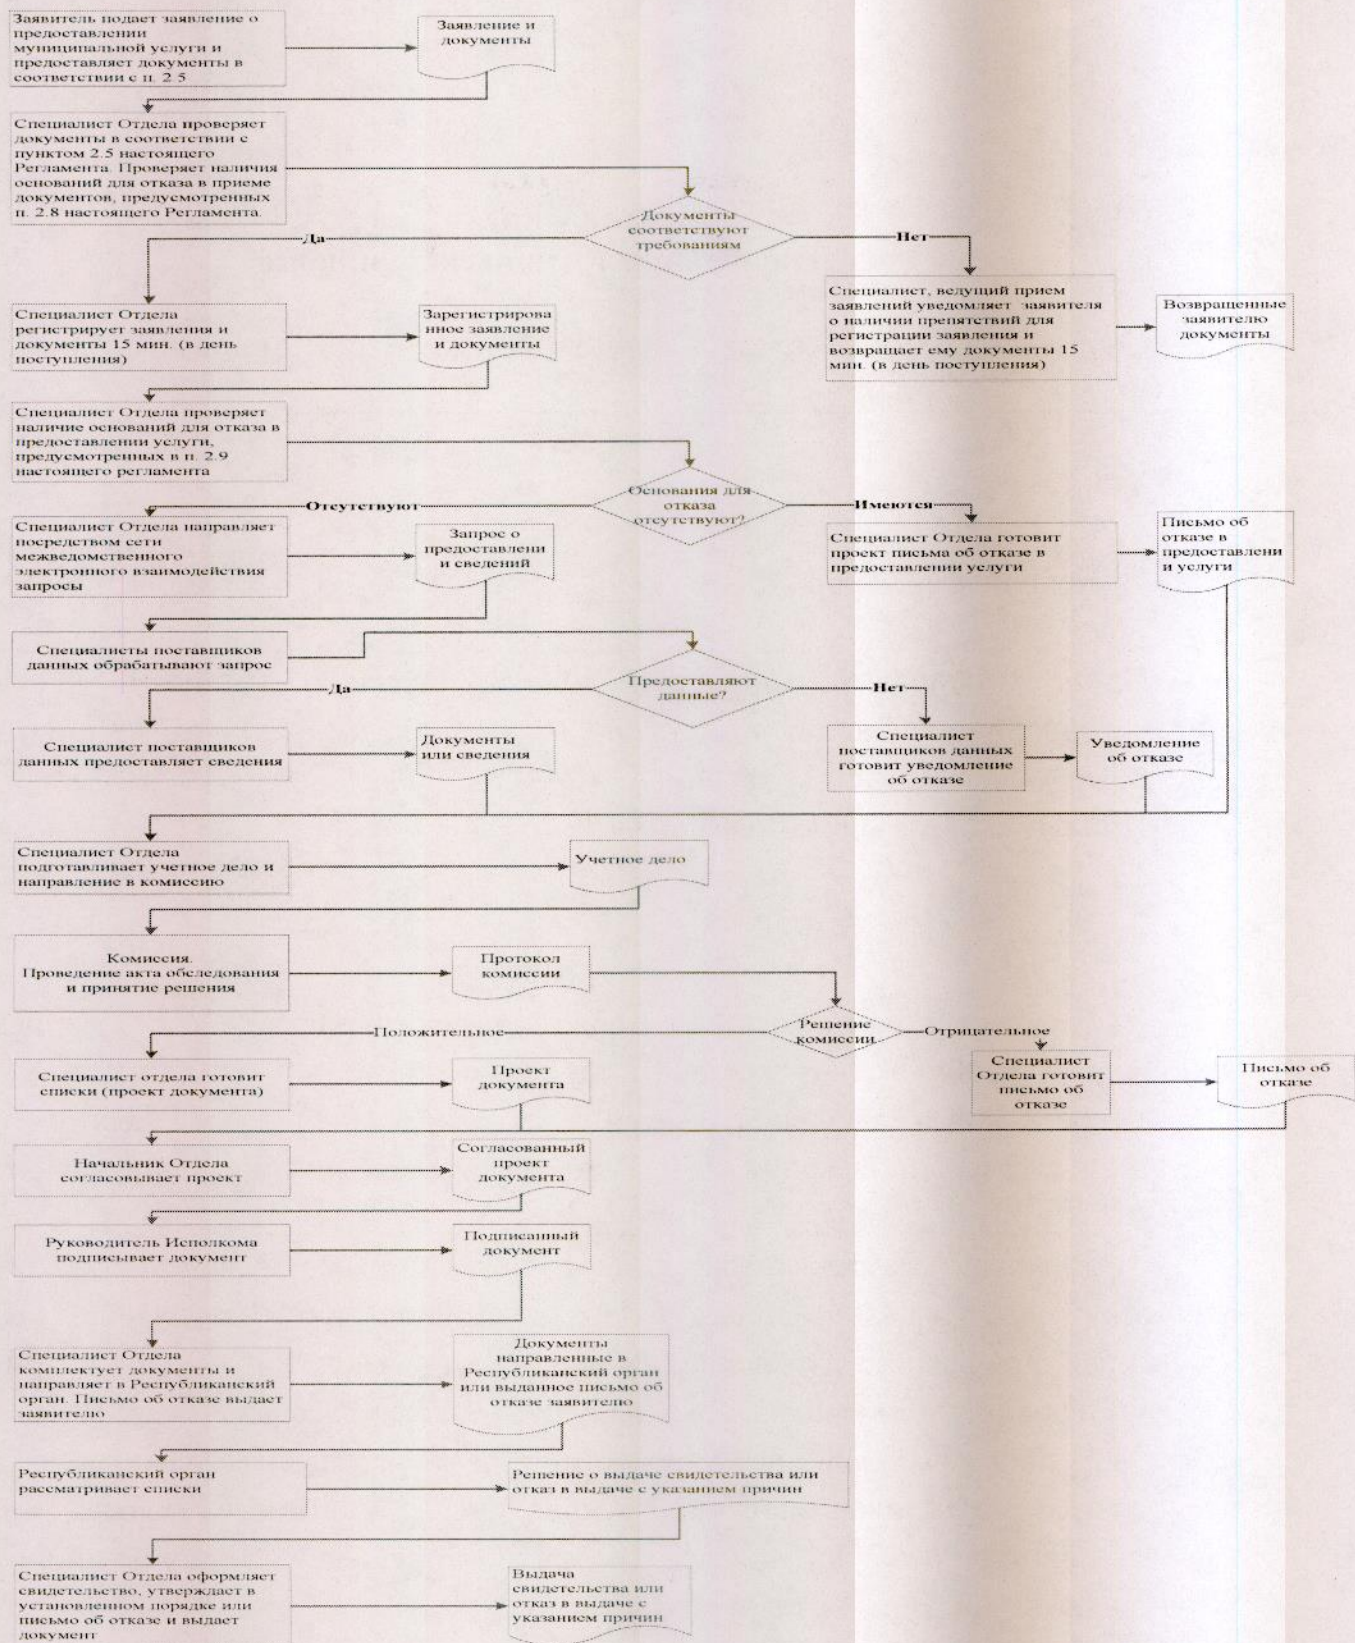 Заявитель подает заявление о
предоставлении
муниципальной услуги и
предоставляет документы в
соответствии с п. 2 5
Заявление и
документы
Специалист Отдела проверяет
документы в соответствии с
пунктом 2.5 настоящего
Регламента. Проверяет наличия
оснований для отказа в приеме
документов, предусмотренных
п. 2.8 настоящего Регламента.
Документы
соответствуют
требованиям
Да
Нет
Специалист Отдела
регистрирует заявления и
документы 15 мин. (в день
поступления)
Зарегистрирова
нное заявление
и документы
Специалист, ведущий прием
заявлений уведомляет заявителя
о наличии препятствий для
регистрации заявления и
возвращает ему документы 15
мин. (в день поступления)
Возвращенные
заявителю
документы
Специалист Отдела проверяет
наличие оснований для отказа в
предоставлении услуги,
предусмотренных в п. 2.9
настоящего регламента
Основания для
отказа
отсутствуют?
Отсутствуют
Имеются
Специалист Отдела направляет
посредством сети
межведомственного
электронного взаимодействия
запросы
Запрос о
предоставлени
и сведений
Специалист Отдела готовит
проект письма об отказе в
предоставлении услуги
Письмо об
отказе в
предоставлени
и услуги
Специалисты поставщиков
данных обрабатывают запрос
Предоставляют
данные?
Да
Нет
Специалист поставщиков
данных предоставляет сведения
Документы
или сведения
Специалист
поставщиков данных
готовит уведомление
об отказе
Уведомление
об отказе
Специалист Отдела
подготавливает учетное дело и
направление в комиссию
Учетное дело
Комиссия.
Проведение акта обследования
и принятие решения
Протокол
комиссии
Решение
комиссии
Положительное
Отрицательное
Специалист отдела готовит
списки (проект документа)
Проект
документа
Специалист
Отдела готовит
письмо об
отказе
Письмо об
отказе
Начальник Отдела
согласовывает проект
Согласованный
проект
документа
Руководитель Исполкома
подписывает документ
Подписанный
документ
Специалист Отдела
комплектует документы и
направляет в Республиканский
орган. Письмо об отказе выдает
заявителю
Документы
направленные в
Республиканский орган
или выданное письмо об
отказе заявителю
Республиканский орган
рассматривает списки
Решение о выдаче свидетельства или
отказ в выдаче с указанием причин
Специалист Отдела оформляет
свидетельство, утверждает в
установленном порядке или
письмо об отказе и выдает
документ
Выдача
свидетельства или
отказ в выдаче с
указанием причин